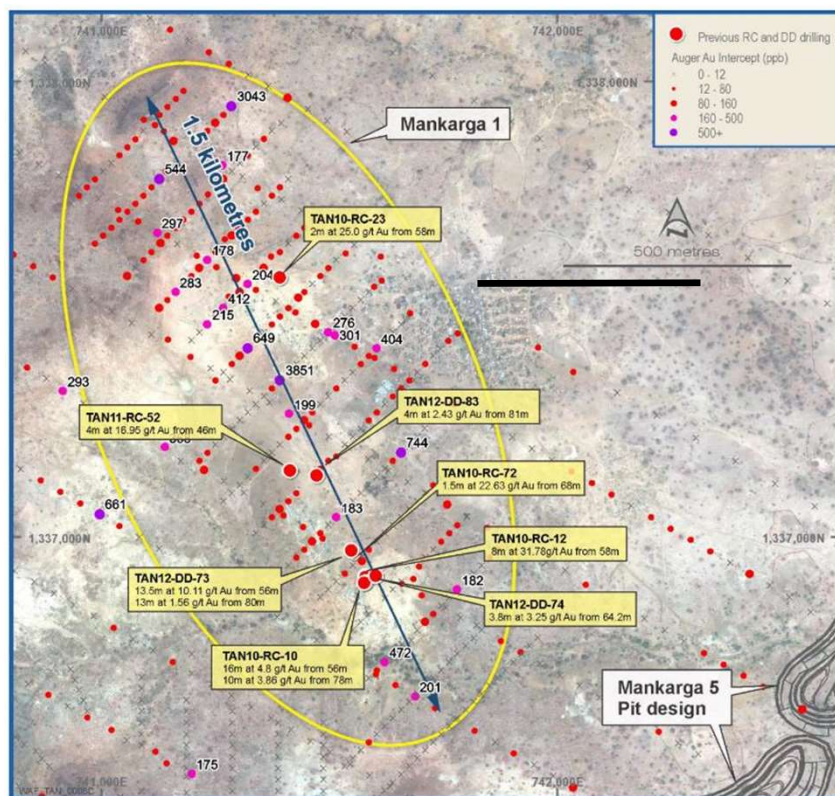 741,000E
742,000E
Previous RC and DD drilling
Auger Au Intercept (ppb)
0 - 12
12 - 80
80 - 160
160 - 500
500+
1,338,000N
1,338,000N
3043
Mankarga 1
1.5 kilometres
177
544
TAN10-RC-23
2m at 25.0 g/t Au from 58m
297
178
500 metres
204
283
412
215
276
301
404
649
3851
293
199
TAN12-DD-83
4m at 2.43 g/t Au from 81m
TAN11-RC-52
4m at 16.95 g/t Au from 46m
744
TAN10-RC-72
1.5m at 22.63 g/t Au from 68m
661
183
1,337,000N
1,337,000N
TAN10-RC-12
8m at 31.78g/t Au from 58m
TAN12-DD-73
13.5m at 10.11 g/t Au from 56m
13m at 1.56 g/t Au from 80m
182
TAN12-DD-74
3.8m at 3.25 g/t Au from 64.2m
TAN10-RC-10
16m at 4.8 g/t Au from 56m
10m at 3.86 g/t Au from 78m
472
201
Mankarga 5
Pit design
175
741,000E
742,000E